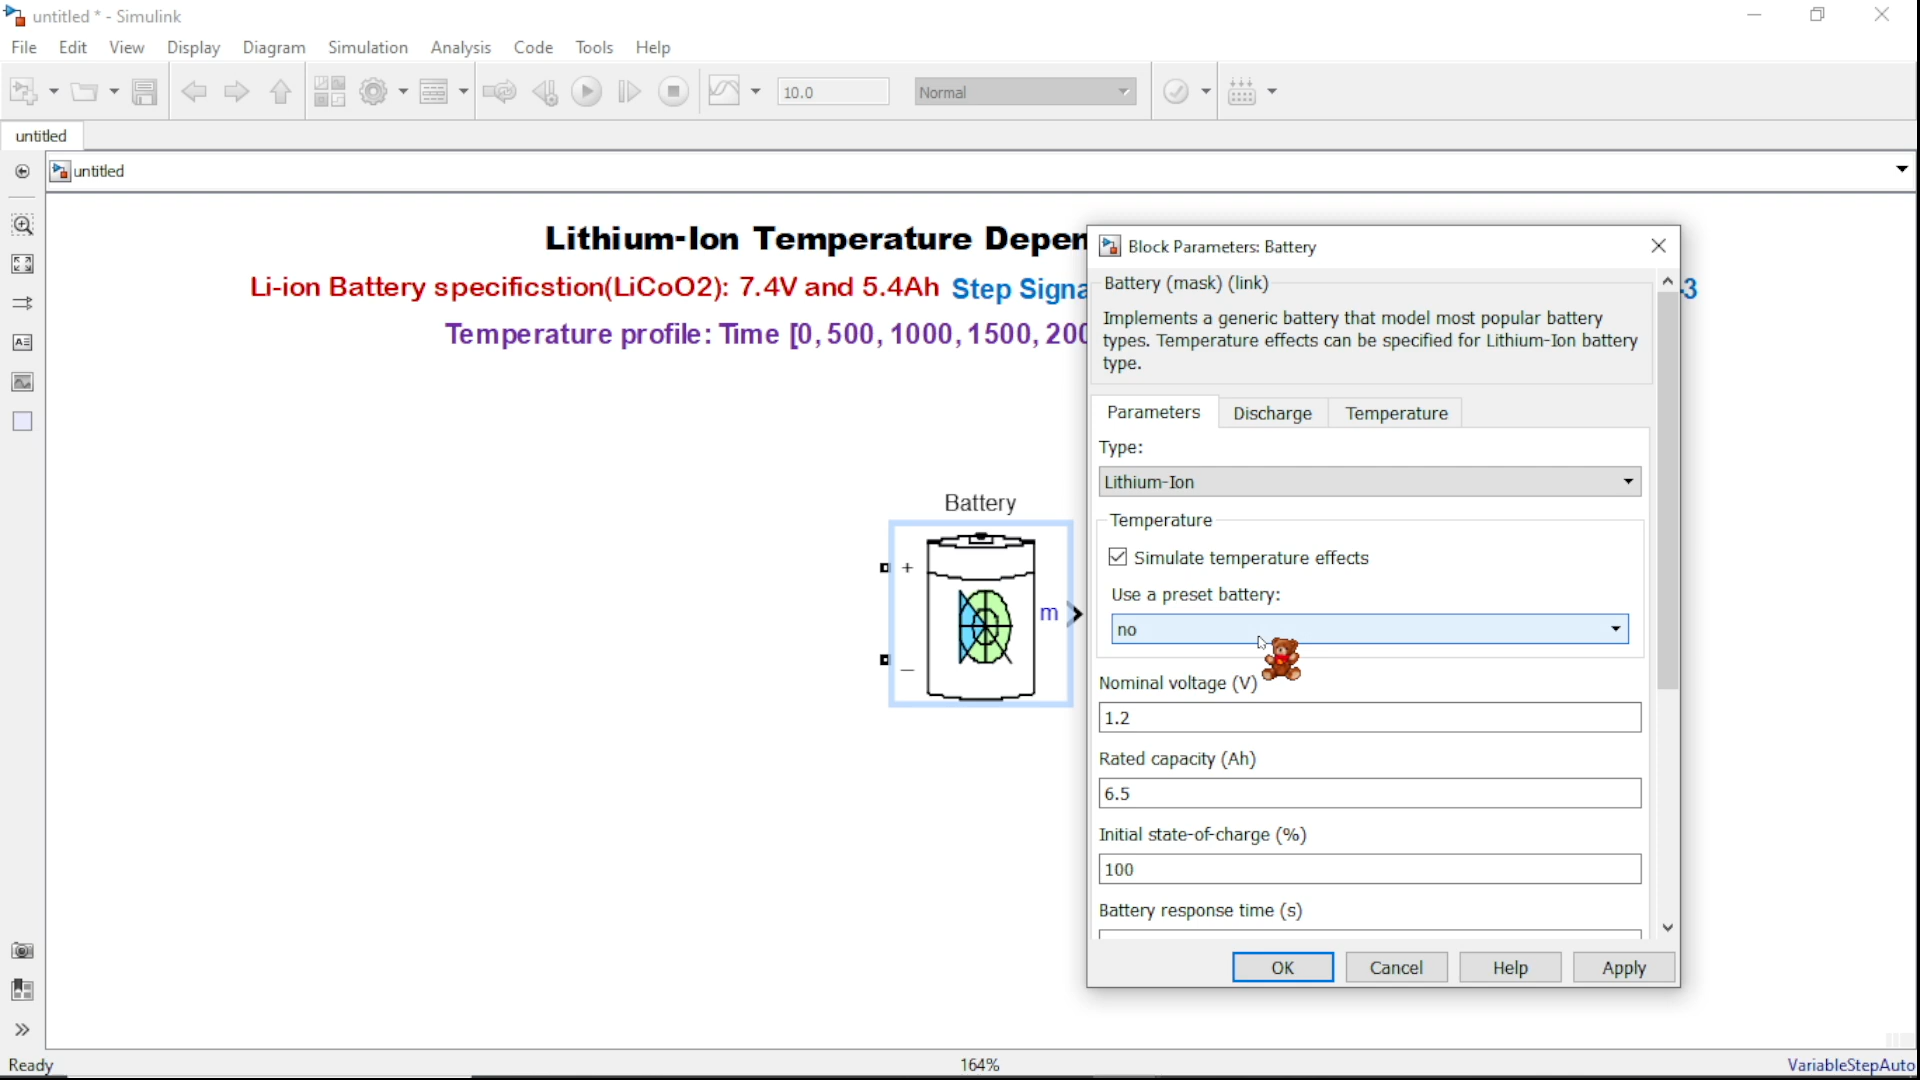 untitled * - Simulink
File Edit View Display Diagram Simulation Analysis Code Tools Help
10.0 Normal
untitled
untitled
Lithium-Ion Temperature Depen
Li-ion Battery specificstion(LiCoO2): 7.4V and 5.4Ah Step Signa
-3
Temperature profile: Time [0, 500, 1000, 1500, 200
Battery
+
m
_
Block Parameters: Battery
Battery (mask) (link)
Implements a generic battery that model most popular battery
types. Temperature effects can be specified for Lithium-Ion battery
type.
Parameters Discharge Temperature
Type:
Lithium-Ion
Temperature
Simulate temperature effects
Use a preset battery:
no
Nominal voltage (V)
1.2
Rated capacity (Ah)
6.5
Initial state-of-charge (%)
100
Battery response time (s)
OK Cancel Help Apply
Ready 164% VariableStepAuto